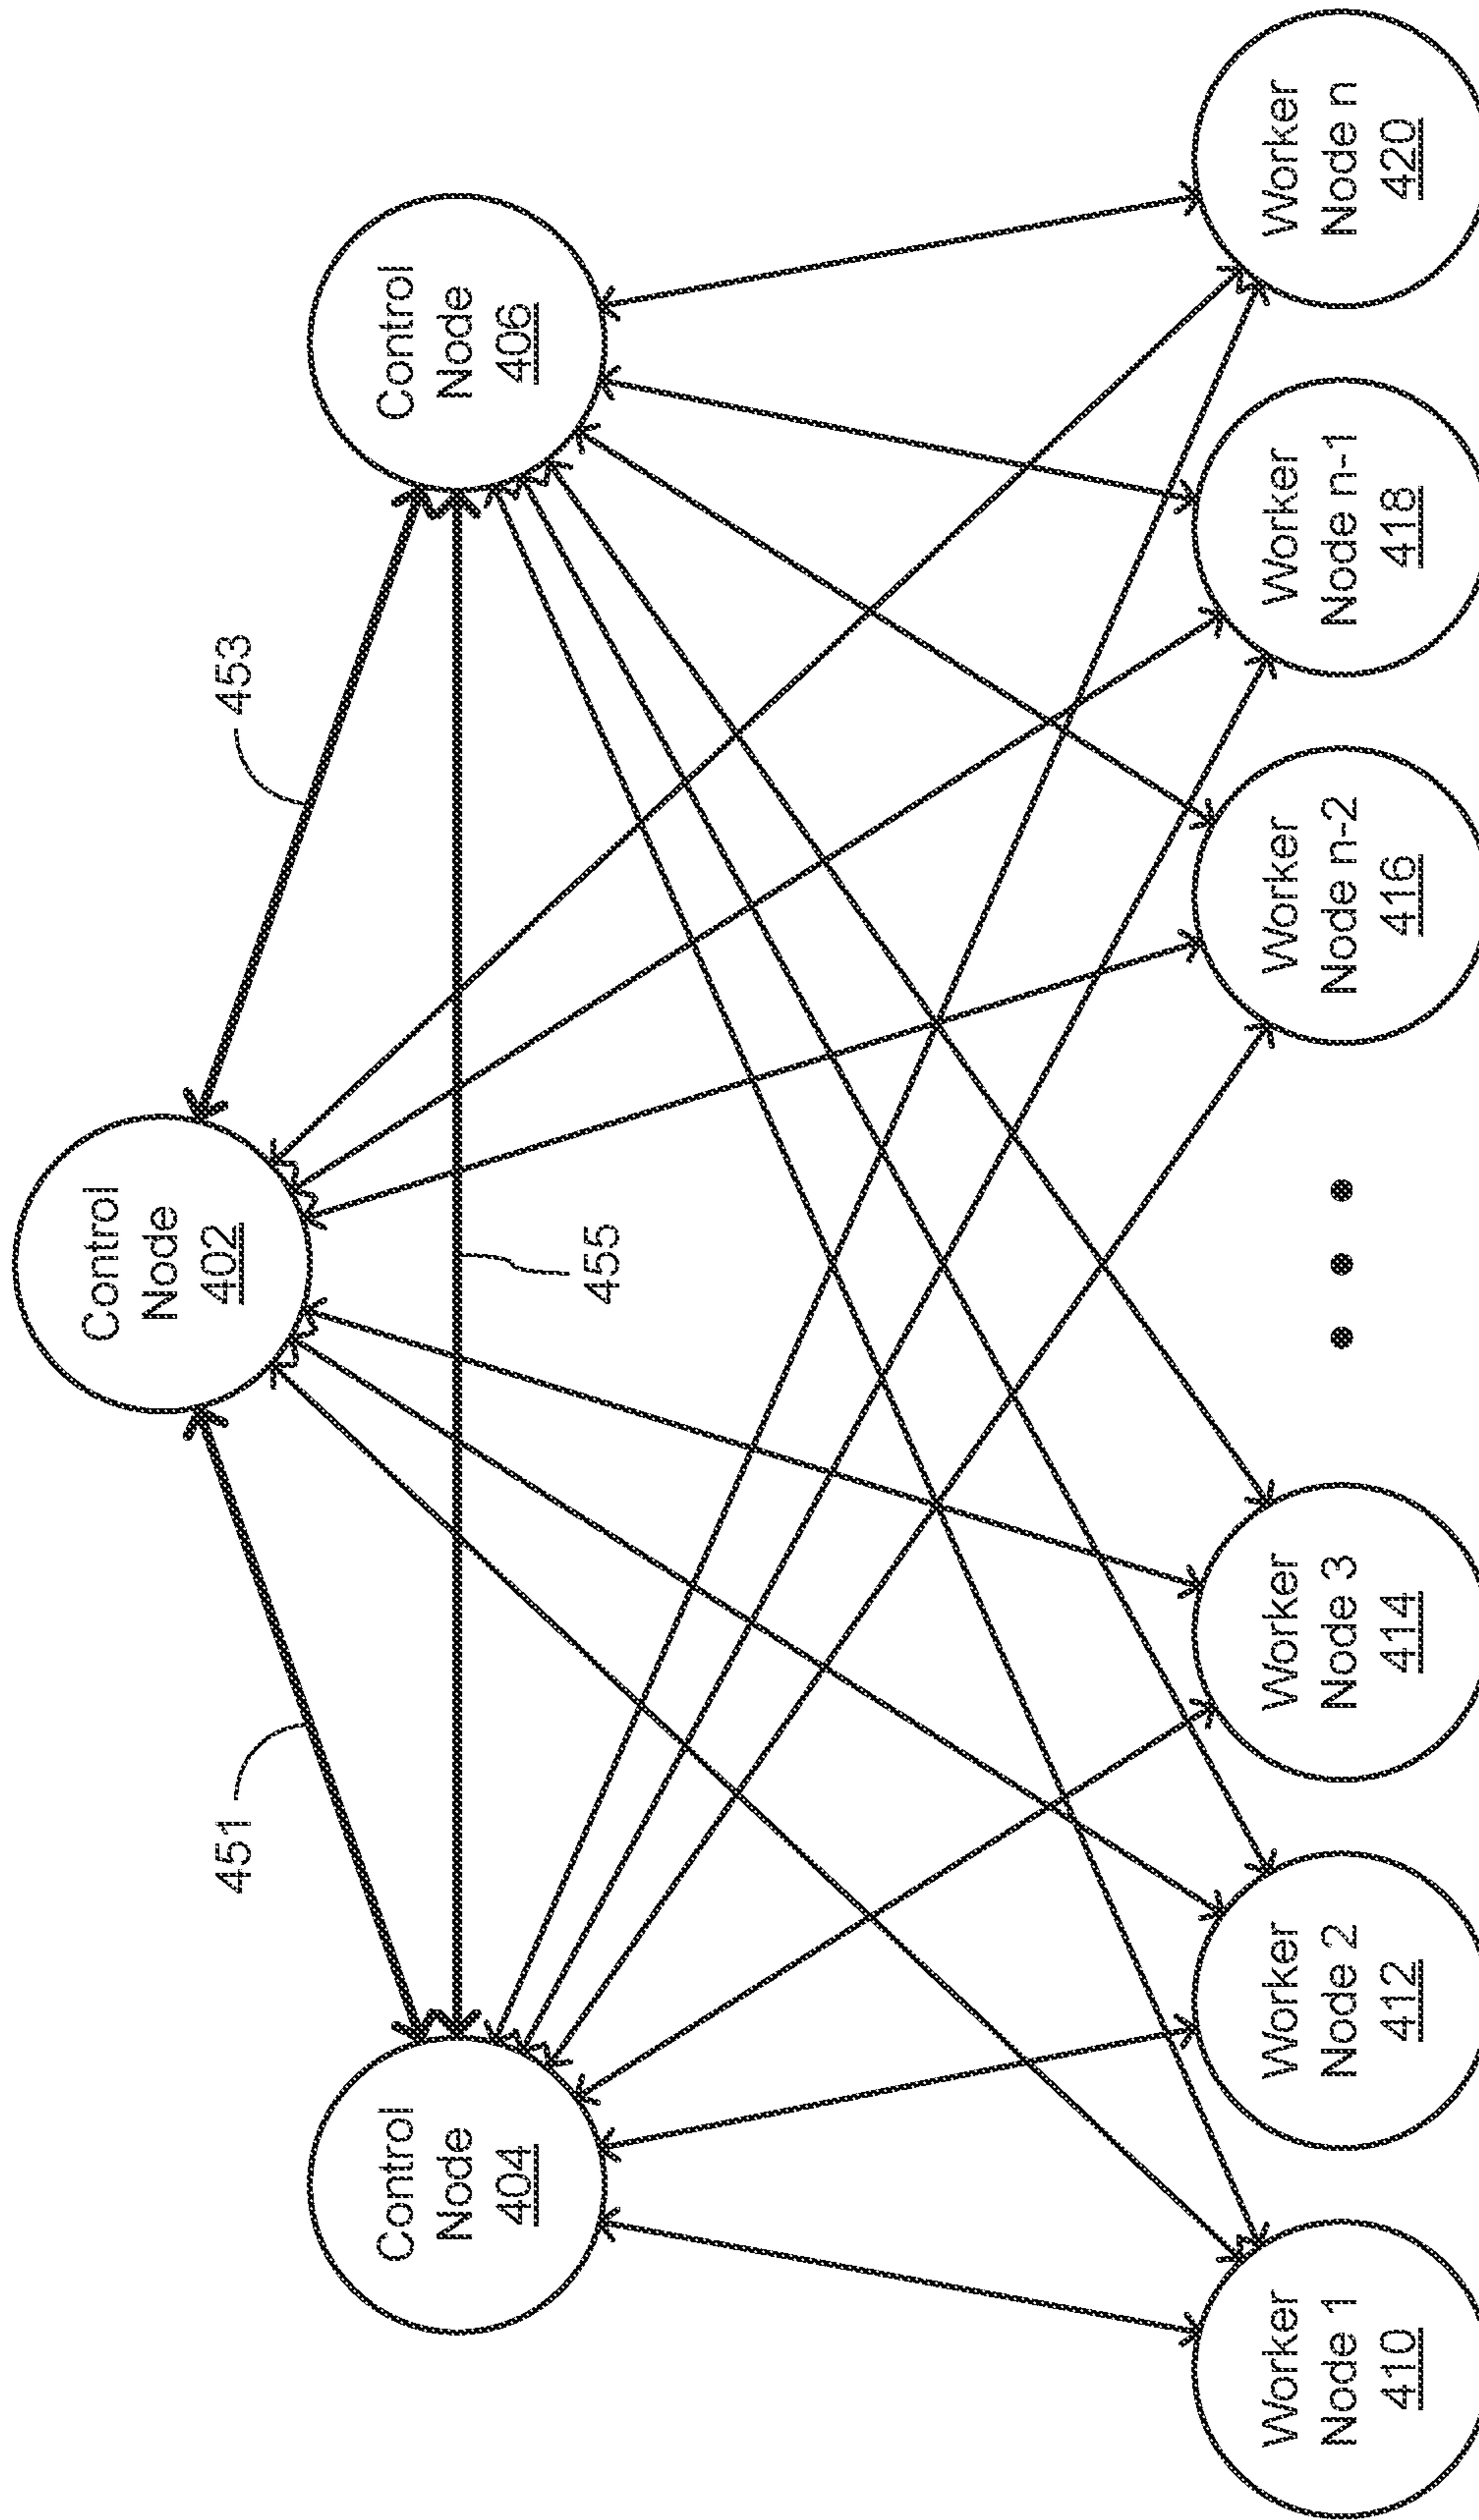 Control
Node
402
451
453
Control
Node
404
Control
Node
406
455
Worker
Node 1
410
Worker
Node 2
412
Worker
Node 3
414
Worker
Node n-2
416
Worker
Node n-1
418
Worker
Node n
420